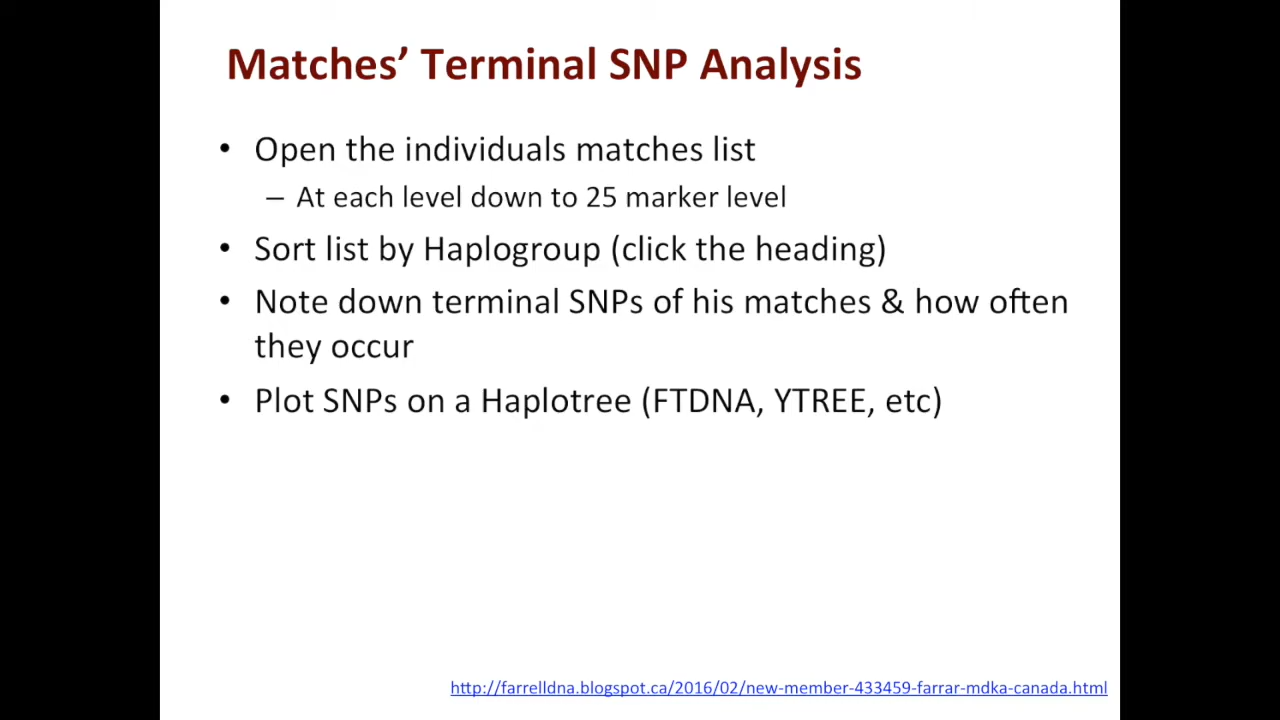 Matches’ Terminal SNP Analysis
• Open the individuals matches list
– At each level down to 25 marker level
• Sort list by Haplogroup (click the heading)
• Note down terminal SNPs of his matches & how often
they occur
• Plot SNPs on a Haplotree (FTDNA, YTREE, etc)
http://farrelldna.blogspot.ca/2016/02/new-member-433459-farrar-mdka-canada.html